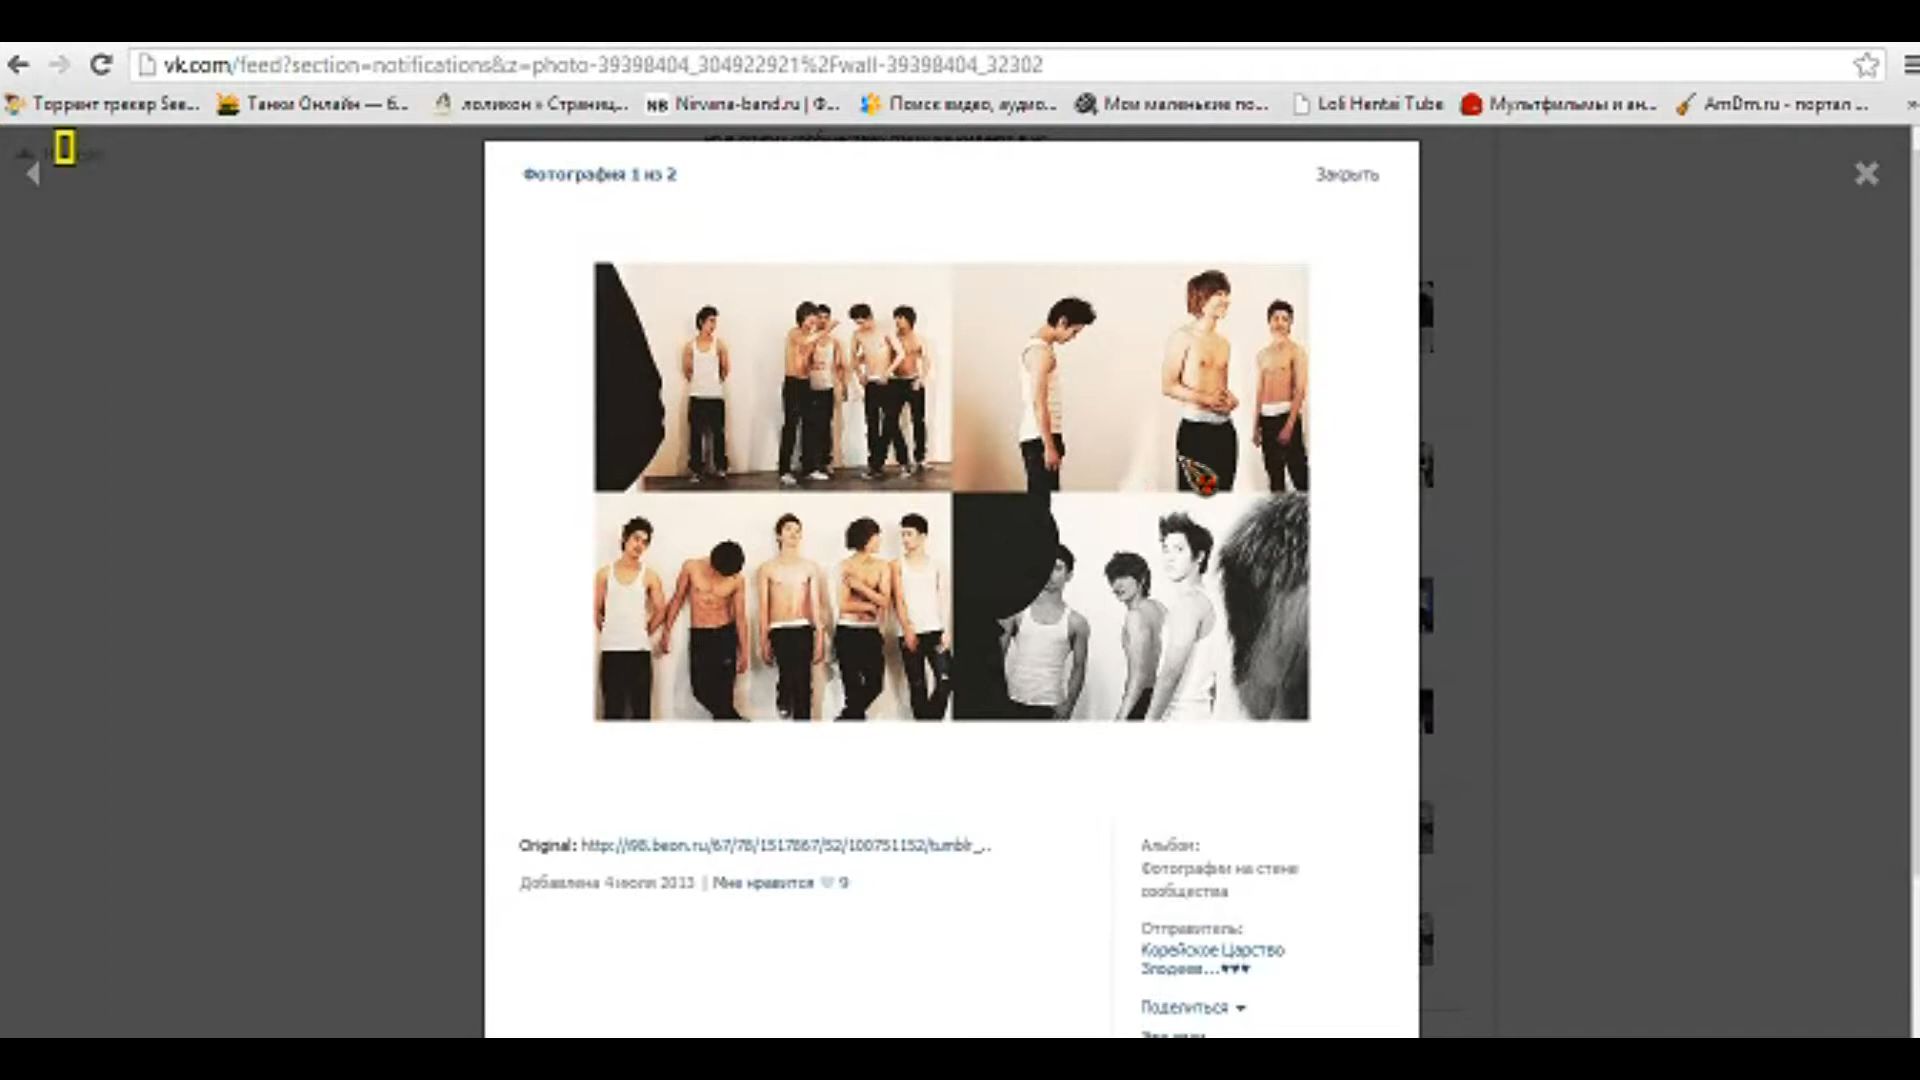 vk.com/feed?section=notifications&z=photo-39398404_304922921%2Fwall-39398404_32302
Торрент трекер See... Танки Онлайн — б... лоликон » Страниц... Nirvana-band.ru | Ф... Поиск видео, аудио... Мои маленькие по... Loli Hentai Tube Мультфильмы и ан... AmDm.ru - портал ...
Фотография 1 из 2
Закрыть
Original: http://i98.beon.ru/67/78/1517867/52/100751152/tumblr_...
Добавлена 4 июля 2013 | Мне нравится 9
Альбом:
Фотографии на стене
сообщества
Отправитель:
Корейское Царство
Злодеев...♥♥♥
Поделиться